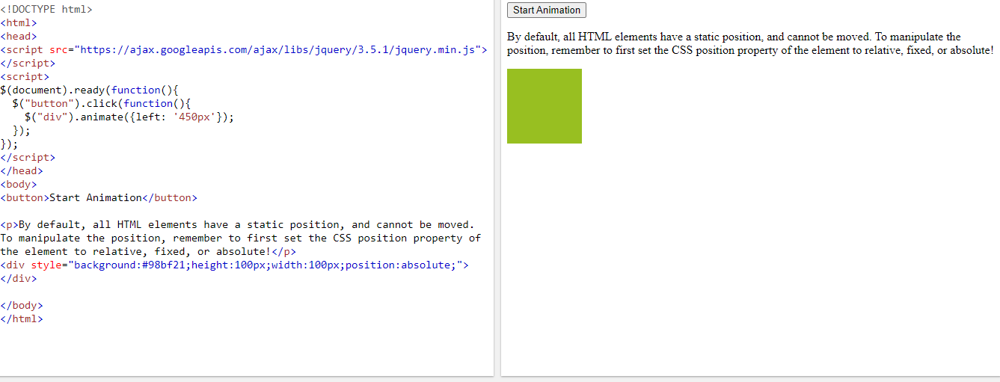 <!DOCTYPE html>
<html>
<head>
<script src="https://ajax.googleapis.com/ajax/libs/jquery/3.5.1/jquery.min.js">
</script>
<script>
$(document).ready(function(){
  $("button").click(function(){
    $("div").animate({left: '450px'});
  });
});
</script>
</head>
<body>
<button>Start Animation</button>

<p>By default, all HTML elements have a static position, and cannot be moved.
To manipulate the position, remember to first set the CSS position property of
the element to relative, fixed, or absolute!</p>
<div style="background:#98bf21;height:100px;width:100px;position:absolute;">
</div>

</body>
</html>
Start Animation
By default, all HTML elements have a static position, and cannot be moved. To manipulate the
position, remember to first set the CSS position property of the element to relative, fixed, or absolute!